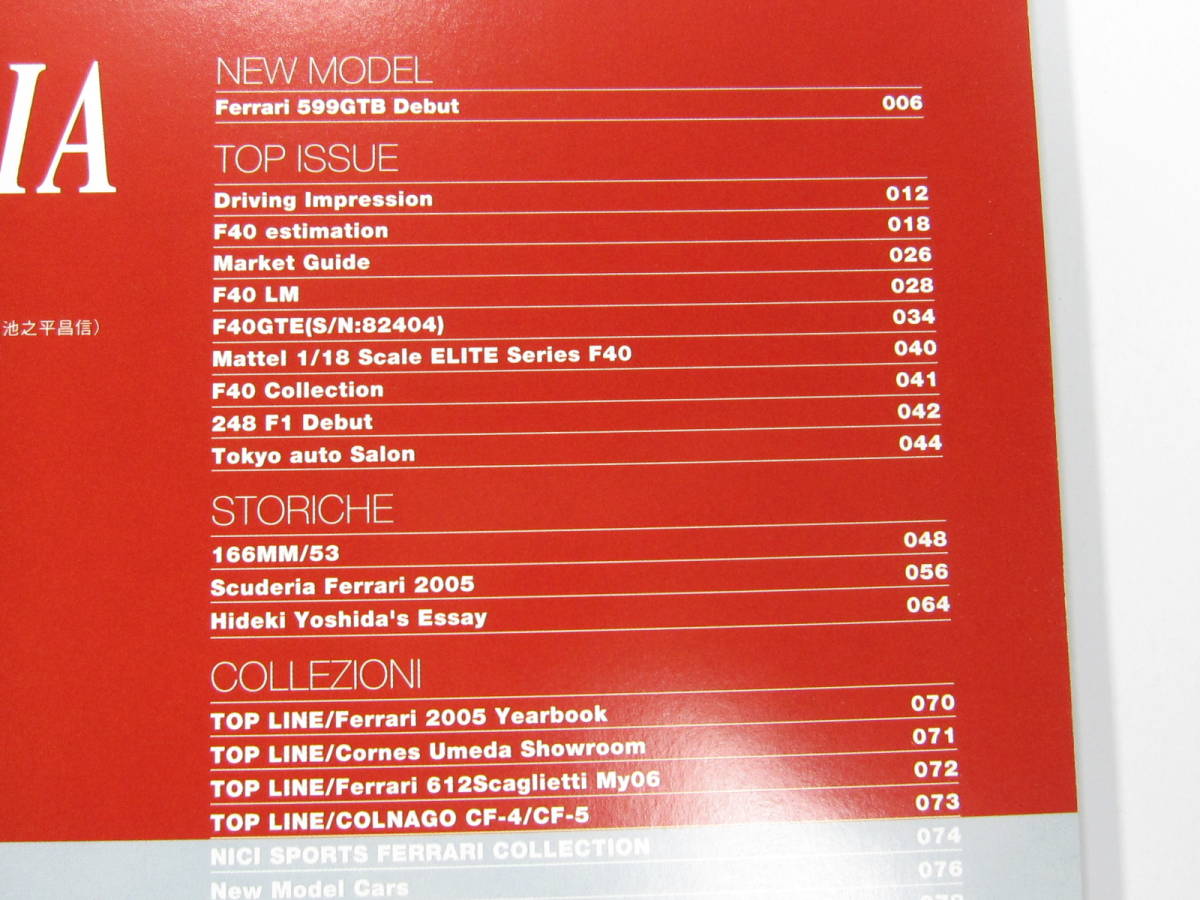 IA
池之平昌信)
NEW MODEL
Ferrari 599GTB Debut 006
TOP ISSUE
Driving Impression 012
F40 estimation 018
Market Guide 026
F40 LM 028
F40GTE(S/N:82404) 034
Mattel 1/18 Scale ELITE Series F40 040
F40 Collection 041
248 F1 Debut 042
Tokyo auto Salon 044
STORICHE
166MM/53 048
Scuderia Ferrari 2005 056
Hideki Yoshida's Essay 064
COLLEZIONI
TOP LINE/Ferrari 2005 Yearbook 070
TOP LINE/Cornes Umeda Showroom 071
TOP LINE/Ferrari 612Scaglietti My06 072
TOP LINE/COLNAGO CF-4/CF-5 073
NICI SPORTS FERRARI COLLECTION 074
New Model Cars 076